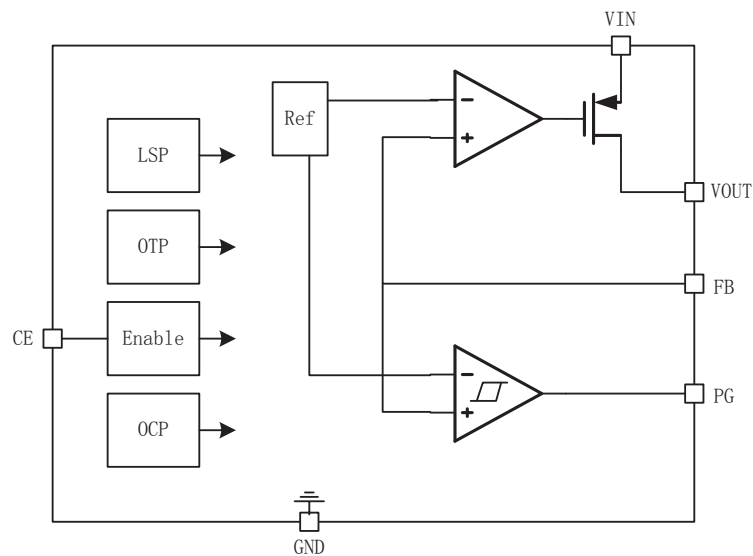 VIN
Ref
−
+
LSP
VOUT
OTP
FB
CE
Enable
−
+
PG
OCP
GND